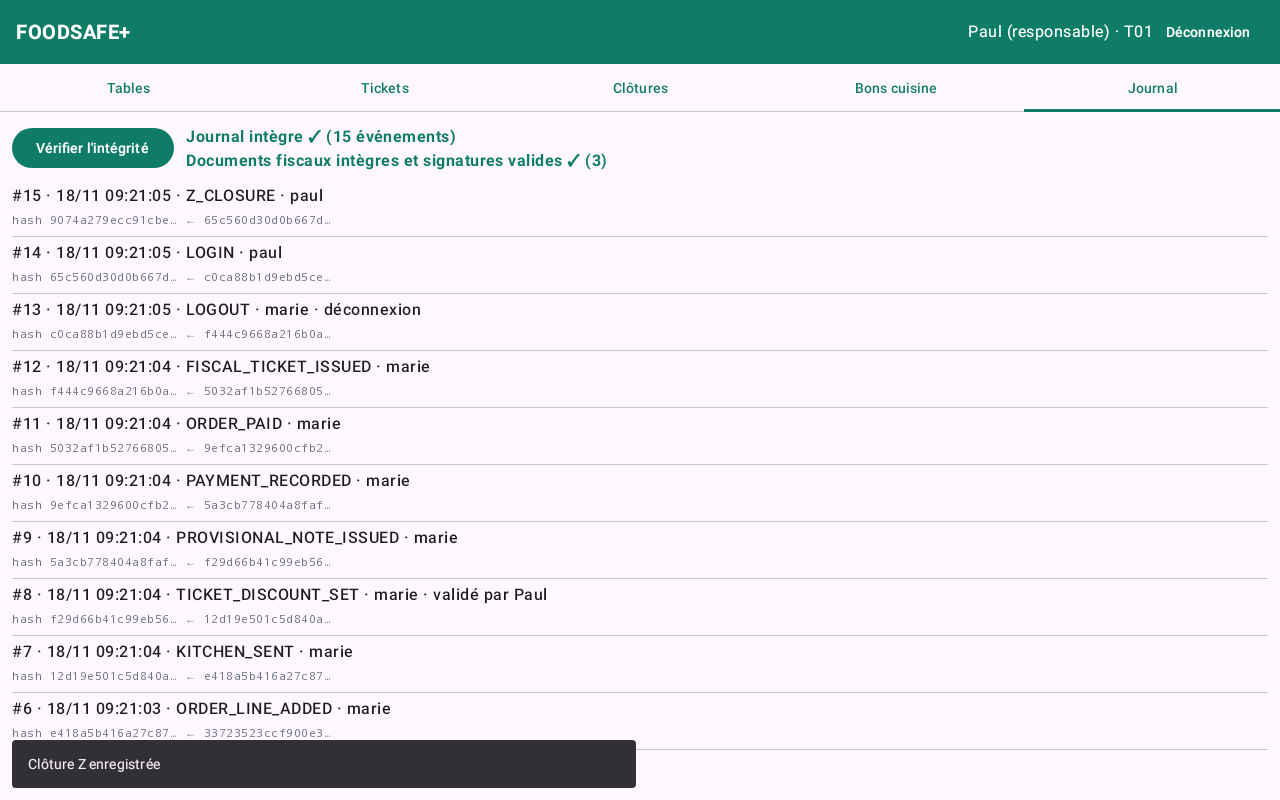 FOODSAFE+
Paul (responsable) · T01 Déconnexion
Tables Tickets Clôtures Bons cuisine Journal
Vérifier l'intégrité
Journal intègre ✓ (15 événements)
Documents fiscaux intègres et signatures valides ✓ (3)
#15 · 18/11 09:21:05 · Z_CLOSURE · paul
hash 9074a279ecc91cbe… ← 65c560d30d0b667d…
#14 · 18/11 09:21:05 · LOGIN · paul
hash 65c560d30d0b667d… ← c0ca88b1d9ebd5ce…
#13 · 18/11 09:21:05 · LOGOUT · marie · déconnexion
hash c0ca88b1d9ebd5ce… ← f444c9668a216b0a…
#12 · 18/11 09:21:04 · FISCAL_TICKET_ISSUED · marie
hash f444c9668a216b0a… ← 5032af1b52766805…
#11 · 18/11 09:21:04 · ORDER_PAID · marie
hash 5032af1b52766805… ← 9efca1329600cfb2…
#10 · 18/11 09:21:04 · PAYMENT_RECORDED · marie
hash 9efca1329600cfb2… ← 5a3cb778404a8faf…
#9 · 18/11 09:21:04 · PROVISIONAL_NOTE_ISSUED · marie
hash 5a3cb778404a8faf… ← f29d66b41c99eb56…
#8 · 18/11 09:21:04 · TICKET_DISCOUNT_SET · marie · validé par Paul
hash f29d66b41c99eb56… ← 12d19e501c5d840a…
#7 · 18/11 09:21:04 · KITCHEN_SENT · marie
hash 12d19e501c5d840a… ← e418a5b416a27c87…
#6 · 18/11 09:21:03 · ORDER_LINE_ADDED · marie
hash e418a5b416a27c87… ← 33723523ccf900e3…
Clôture Z enregistrée